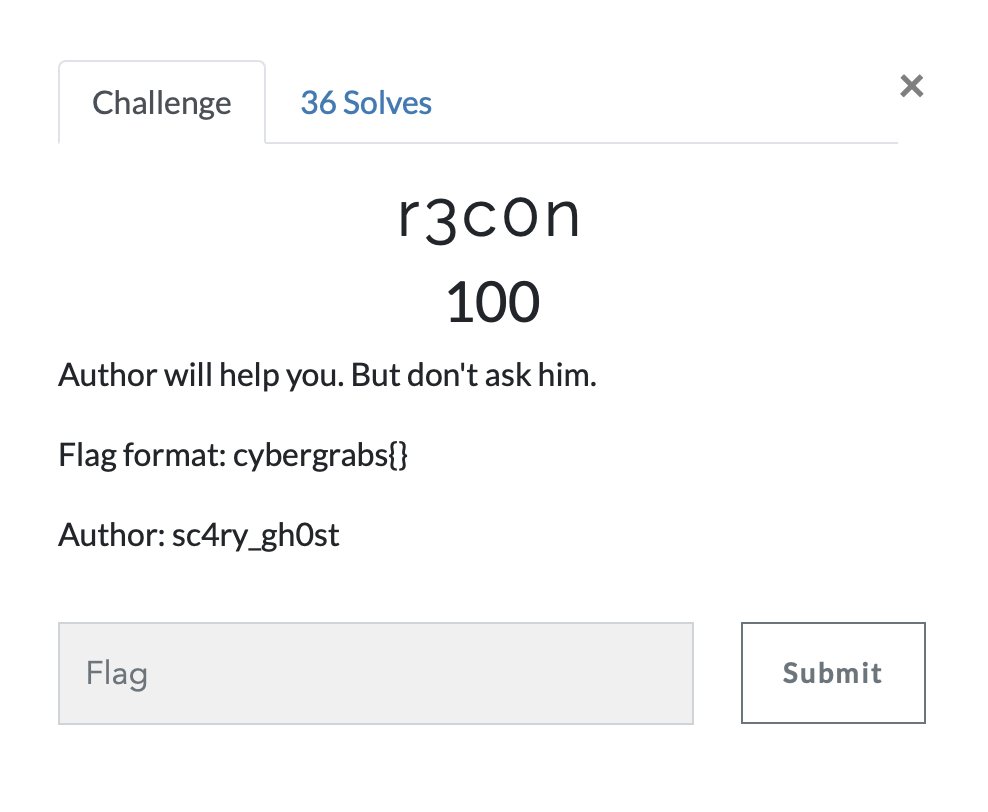 Challenge
36 Solves
×
r3c0n
100
Author will help you. But don't ask him.
Flag format: cybergrabs{}
Author: sc4ry_gh0st
Flag
Submit